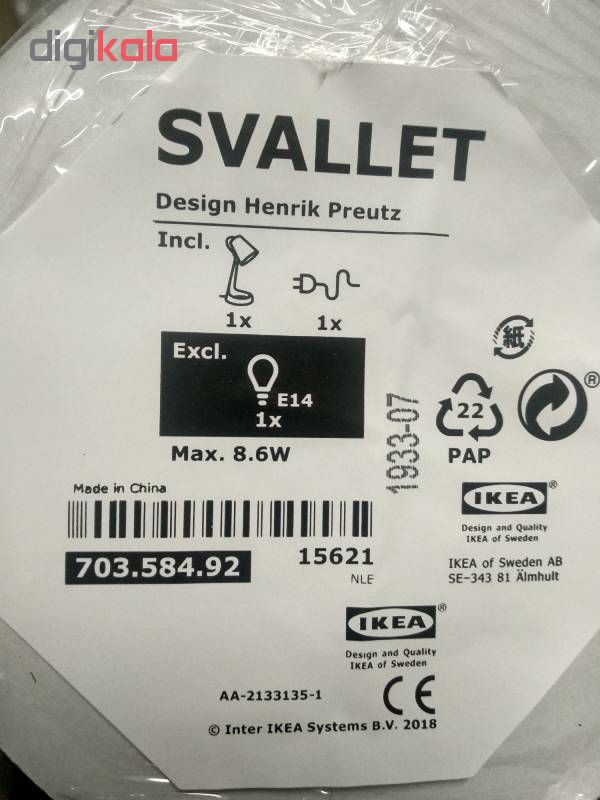 digikala
SVALLET
Design Henrik Preutz
Incl.
1x 1x
Excl.
E14
1x
Max. 8.6W
1933-07
紙
22
PAP
®
Made in China
703.584.92
15621
NLE
IKEA®
Design and Quality
IKEA of Sweden
IKEA of Sweden AB
SE-343 81 Älmhult
IKEA®
Design and Quality
IKEA of Sweden
AA-2133135-1
CE
© Inter IKEA Systems B.V. 2018